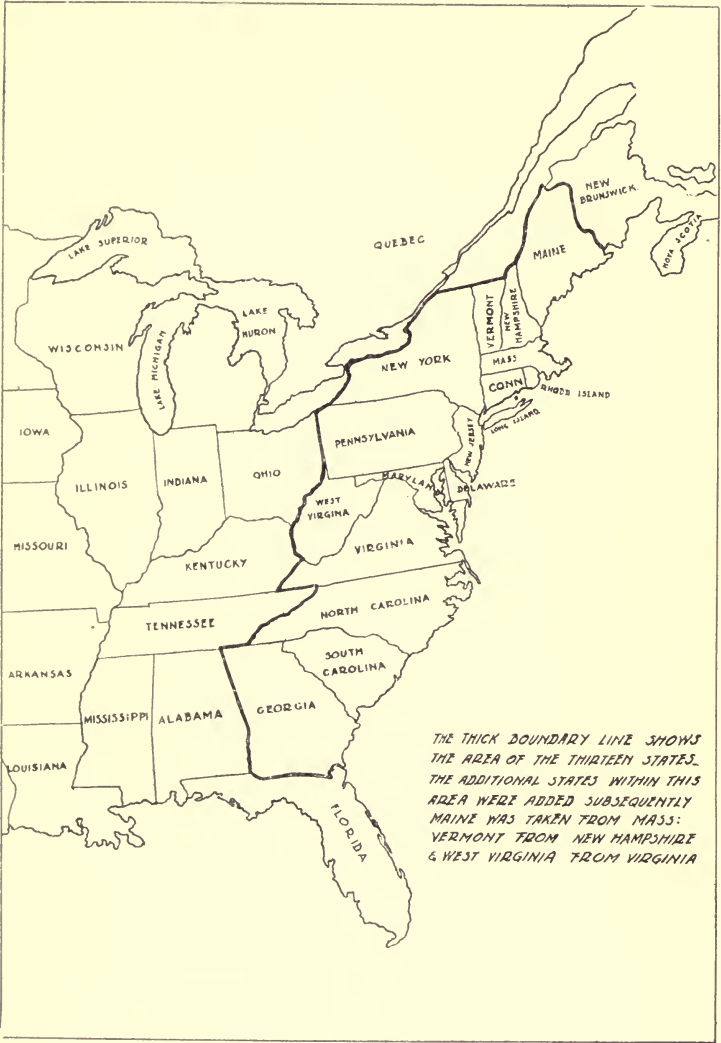 NEW
BRUNSWICK
NOVA SCOTIA
QUEBEC
LAKE SUPERIOR
MAINE
LAKE
HURON
VERMONT
NEW
HAMPSHIRE
WISCONSIN
LAKE MICHIGAN
NEW YORK
MASS
CONN
RHODE ISLAND
LONG ISLAND
IOWA
PENNSYLVANIA
NEW JERSEY
ILLINOIS
INDIANA
OHIO
MARYLAN
DELAWARE
WEST
VIRGINA
MISSOURI
VIRGINIA
KENTUCKY
NORTH CAROLINA
TENNESSEE
SOUTH
CAROLINA
ARKANSAS
MISSISSIPPI
ALABAMA
GEORGIA
LOUISIANA
FLORIDA
THE THICK BOUNDARY LINE SHOWS
THE AREA OF THE THIRTEEN STATES_
THE ADDITIONAL STATES WITHIN THIS
AREA WERE ADDED SUBSEQUENTLY
MAINE WAS TAKEN FROM MASS:
VERMONT FROM NEW HAMPSHIRE
& WEST VIRGINIA FROM VIRGINIA